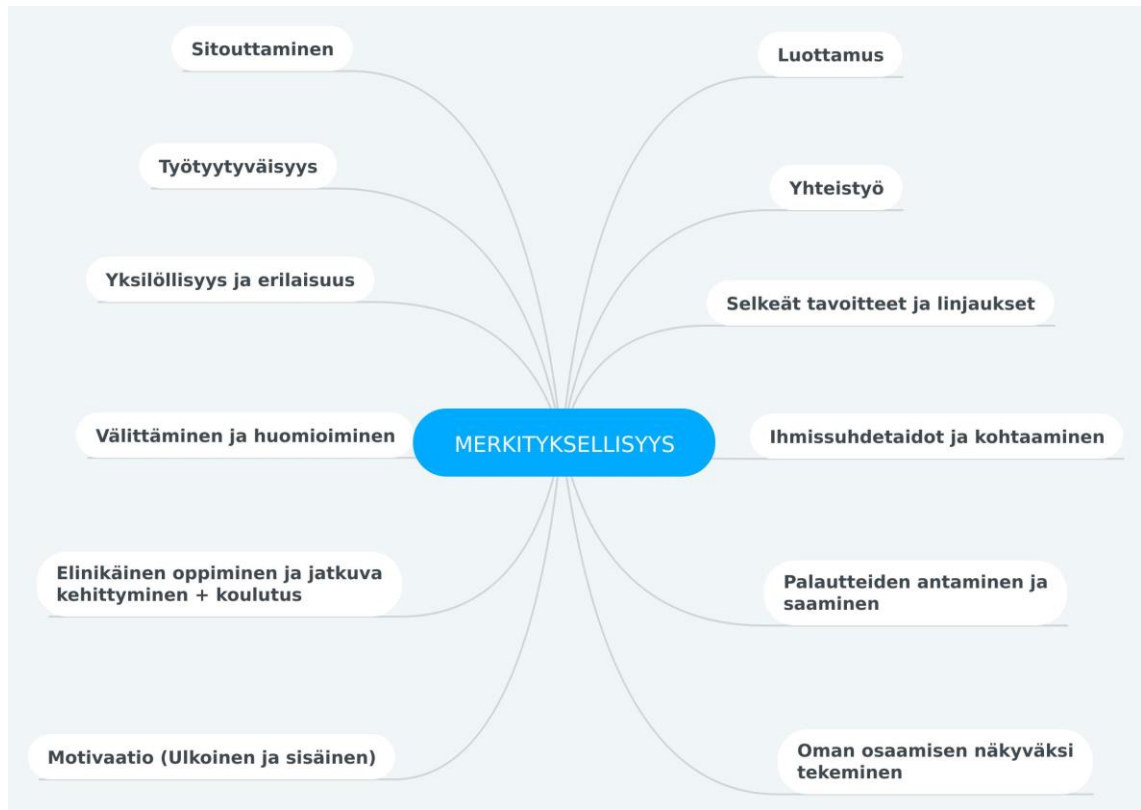 Sitouttaminen
Työtyytyväisyys
Yksilöllisyys ja erilaisuus
Välittäminen ja huomioiminen
Elinikäinen oppiminen ja jatkuva
kehittyminen + koulutus
Motivaatio (Ulkoinen ja sisäinen)
MERKITYKSELLISYYS
Luottamus
Yhteistyö
Selkeät tavoitteet ja linjaukset
Ihmissuhdetaidot ja kohtaaminen
Palautteiden antaminen ja
saaminen
Oman osaamisen näkyväksi
tekeminen